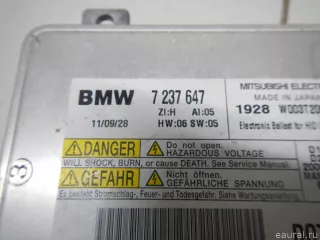 MITSUBISHI ELECTR
MADE IN JAPAN
BMW 7 237 647
1928 W003T20
ZI:H AI:05
11/09/28 HW:06 SW:05
Electronic Ballast for HID
DANGER Do not open.
HAZARDOUS VOLTAGE
WILL SHOCK, BURN, or cause DEATH. See Service Manual.
GEFAHR Nicht öffnen.
GEFÄHRLICHE SPANNUNG
Es besteht Stromschlag-, Feuer- und Todesgefahr. Siehe Wartungsanleitung.
3
eaural.ru